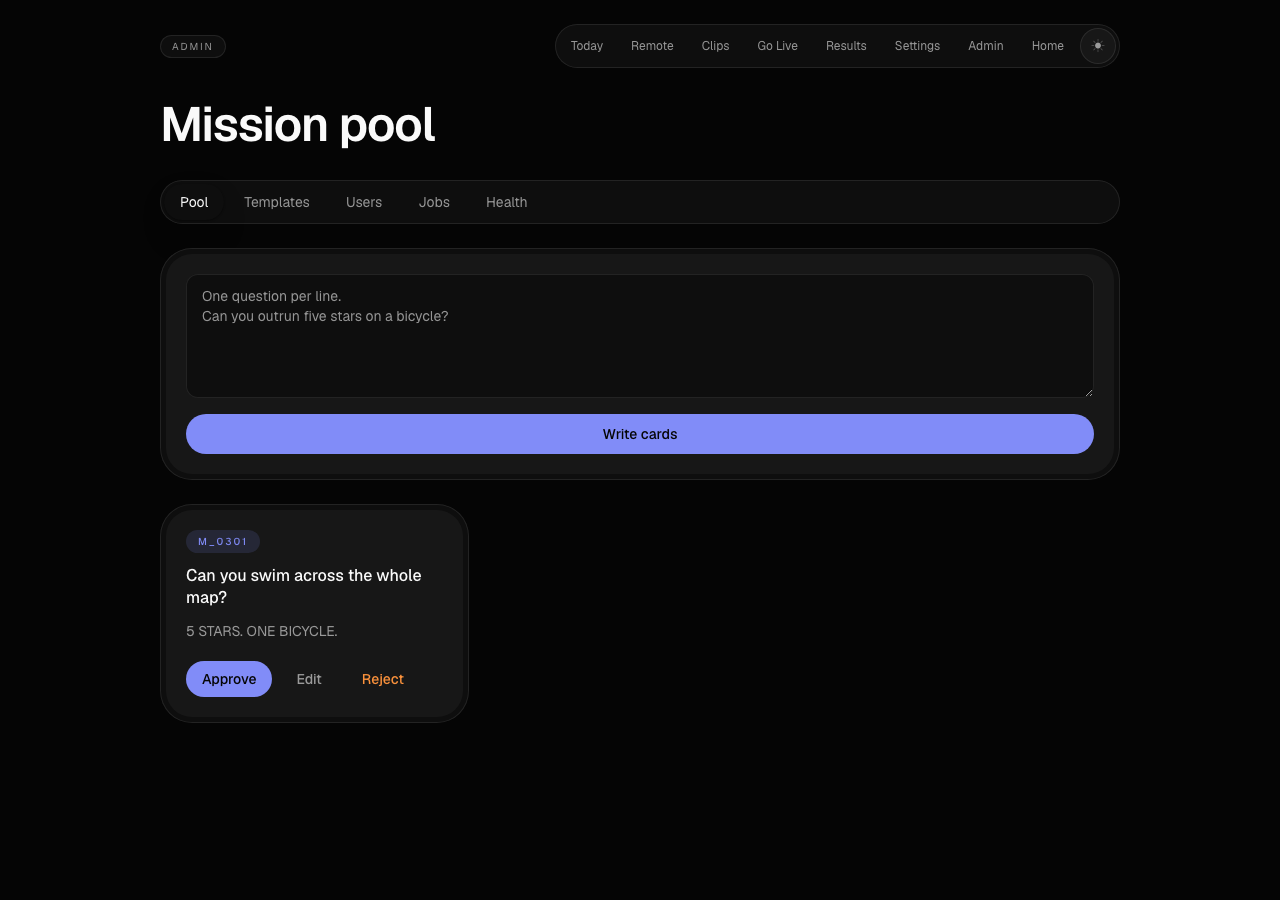 ADMIN
Today Remote Clips Go Live Results Settings Admin Home
Mission pool
Pool Templates Users Jobs Health
One question per line.
Can you outrun five stars on a bicycle?
Write cards
M_0301
Can you swim across the whole
map?
5 STARS. ONE BICYCLE.
Approve Edit Reject